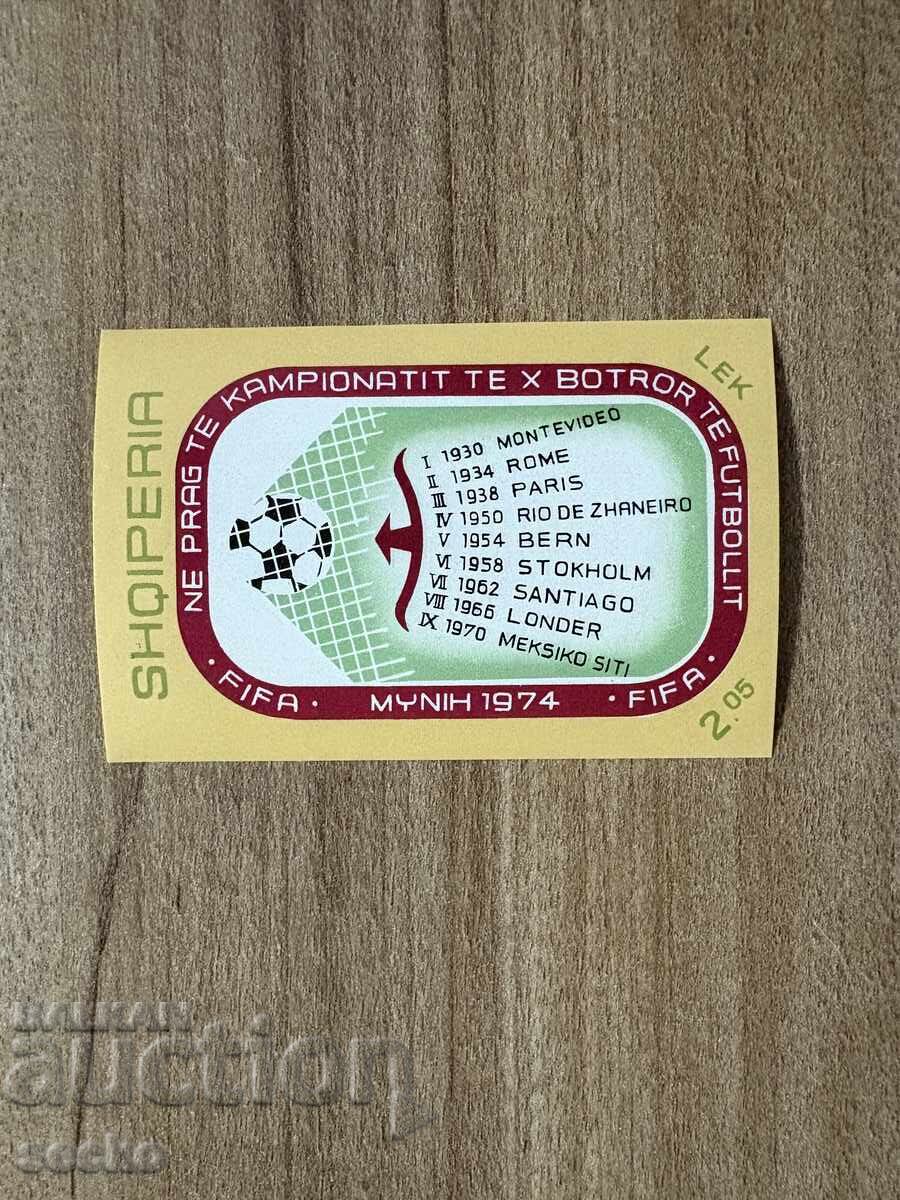 SHQIPERIA
LEK
2.05
NE PRAG TE KAMPIONATIT TE X BOTROR TE FUTBOLLIT
I 1930 MONTEVIDEO
II 1934 ROME
III 1938 PARIS
IV 1950 RIO DE ZHANEIRO
V 1954 BERN
VI 1958 STOKHOLM
VII 1962 SANTIAGO
VIII 1966 LONDER
IX 1970 MEKSIKO SITI
· FIFA · MYNIH 1974 · FIFA ·
BALKAN
auction
socko